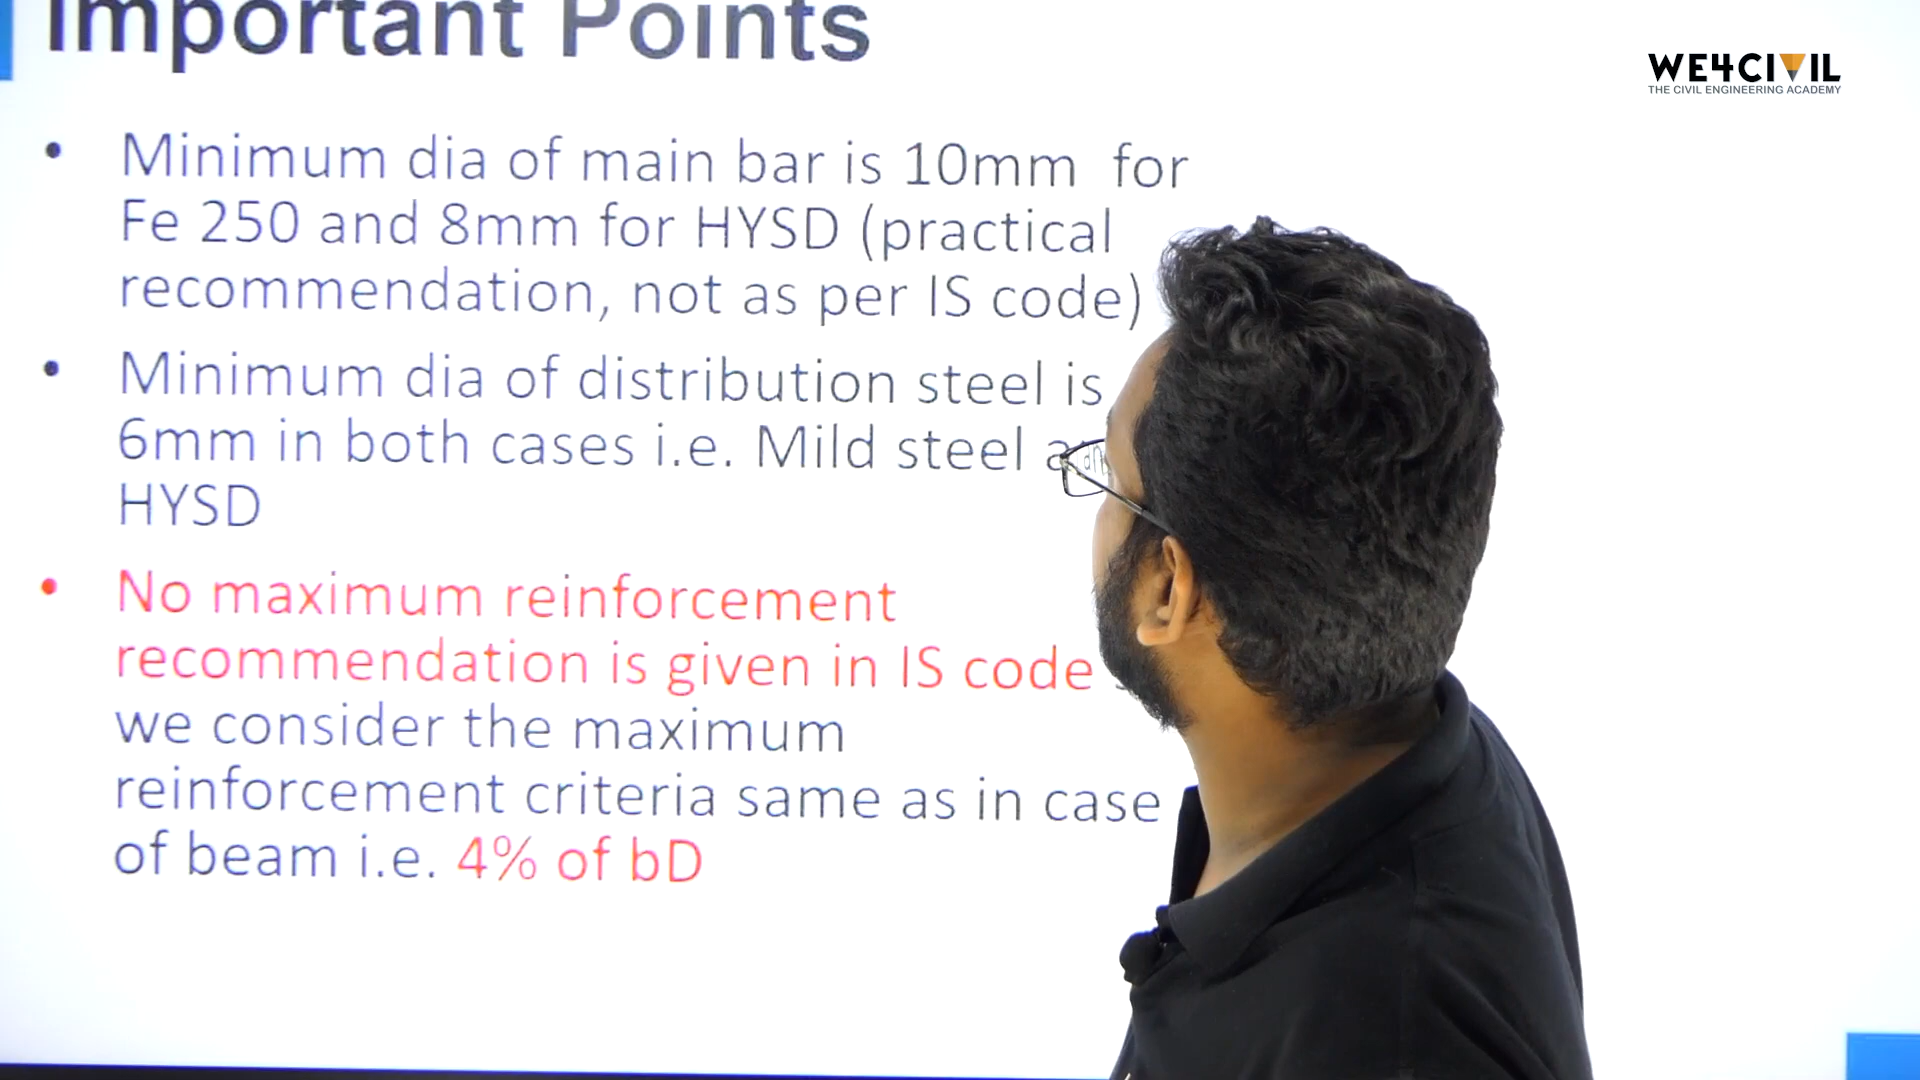 Important Points
WE4CIVIL
THE CIVIL ENGINEERING ACADEMY
• Minimum dia of main bar is 10mm for
Fe 250 and 8mm for HYSD (practical
recommendation, not as per IS code)
• Minimum dia of distribution steel is
6mm in both cases i.e. Mild steel and
HYSD
• No maximum reinforcement
recommendation is given in IS code
we consider the maximum
reinforcement criteria same as in case
of beam i.e. 4% of bD